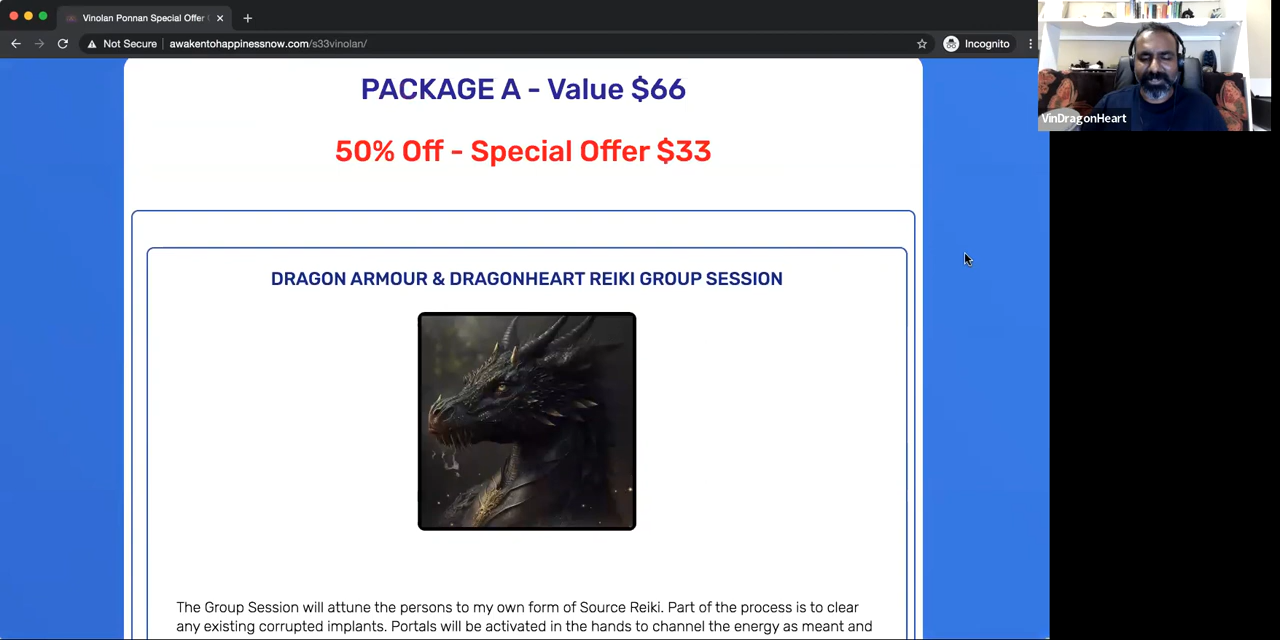 Vinolan Ponnan Special Offer
Not Secure
awakentohappinessnow.com/s33vinolan/
Incognito
VinDragonHeart
PACKAGE A - Value $66
50% Off - Special Offer $33
DRAGON ARMOUR & DRAGONHEART REIKI GROUP SESSION
The Group Session will attune the persons to my own form of Source Reiki. Part of the process is to clear
any existing corrupted implants. Portals will be activated in the hands to channel the energy as meant and